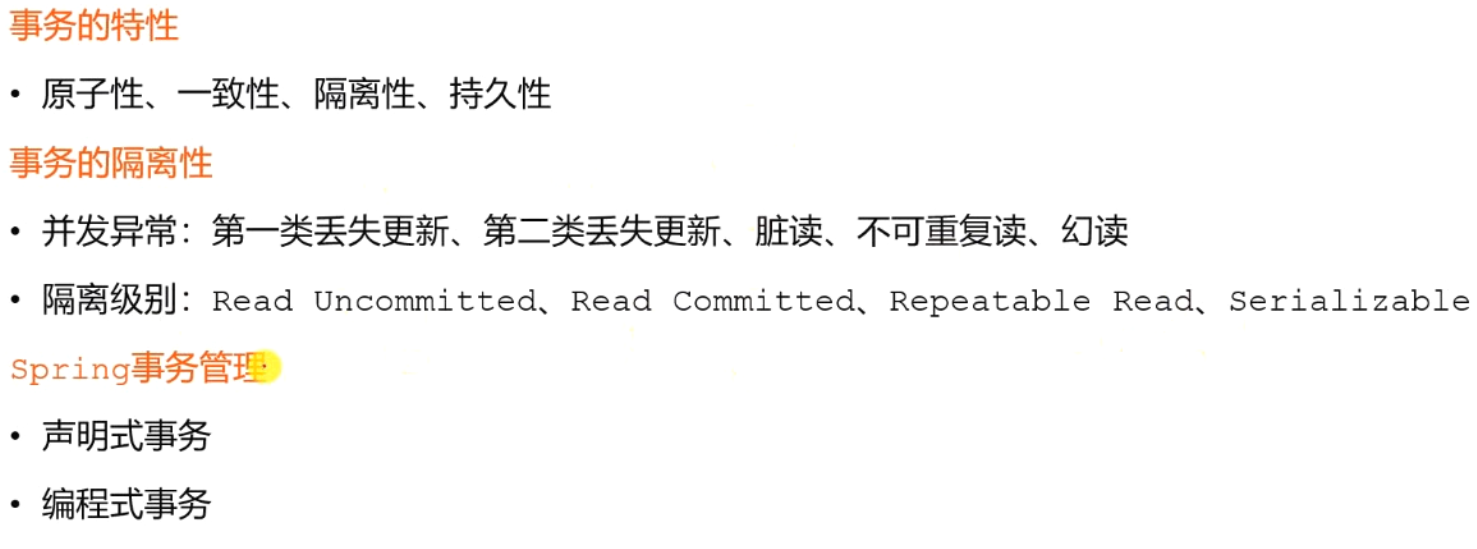 事务的特性
• 原子性、一致性、隔离性、持久性
事务的隔离性
• 并发异常：第一类丢失更新、第二类丢失更新、脏读、不可重复读、幻读
• 隔离级别：Read Uncommitted、Read Committed、Repeatable Read、Serializable
Spring事务管理
• 声明式事务
• 编程式事务